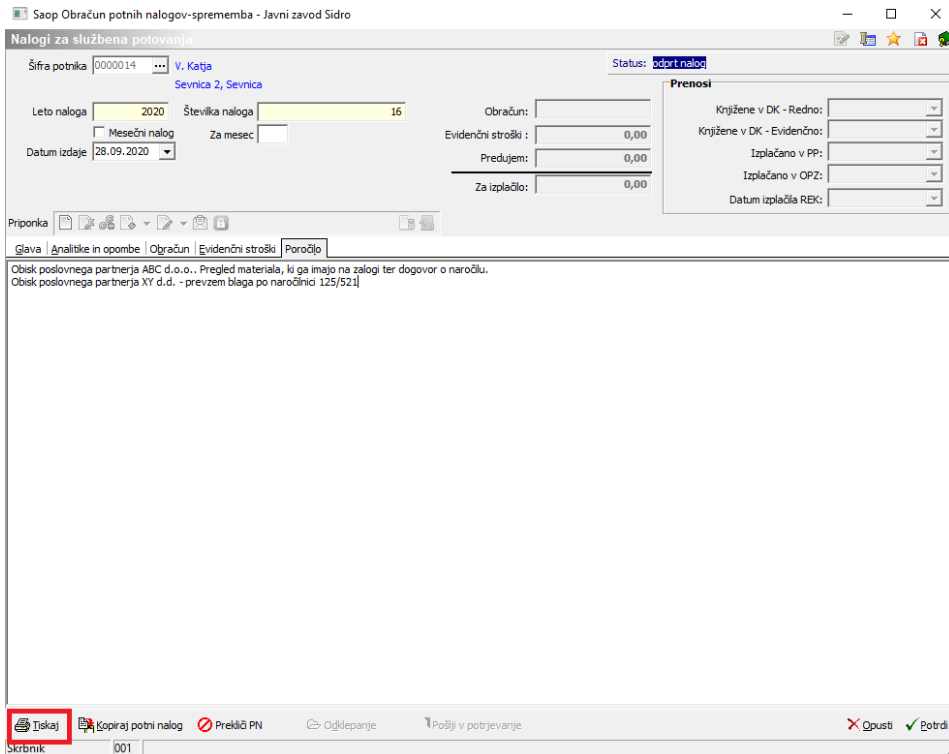 Saop Obračun potnih nalogov-sprememba - Javni zavod Sidro
Nalogi za službena potovanja
Šifra potnika 0000014 ... V. Katja
Sevnica 2, Sevnica
Status: odprt nalog
Leto naloga 2020 Številka naloga 16
Mesečni nalog Za mesec
Datum izdaje 28.09.2020
Obračun:
Evidenčni stroški : 0,00
Predujem: 0,00
Za izplačilo: 0,00
Prenosi
Knjižene v DK - Redno:
Knjižene v DK - Evidenčno:
Izplačano v PP:
Izplačano v OPZ:
Datum izplačila REK:
Priponka
Glava Analitike in opombe Obračun Evidenčni stroški Poročilo
Obisk poslovnega partnerja ABC d.o.o.. Pregled materiala, ki ga imajo na zalogi ter dogovor o naročilu.
Obisk poslovnega partnerja XY d.d. - prevzem blaga po naročilnici 125/521
Tiskaj Kopiraj potni nalog Prekliči PN Odklepanje Pošlji v potrjevanje Opusti Potrdi
Skrbnik 001